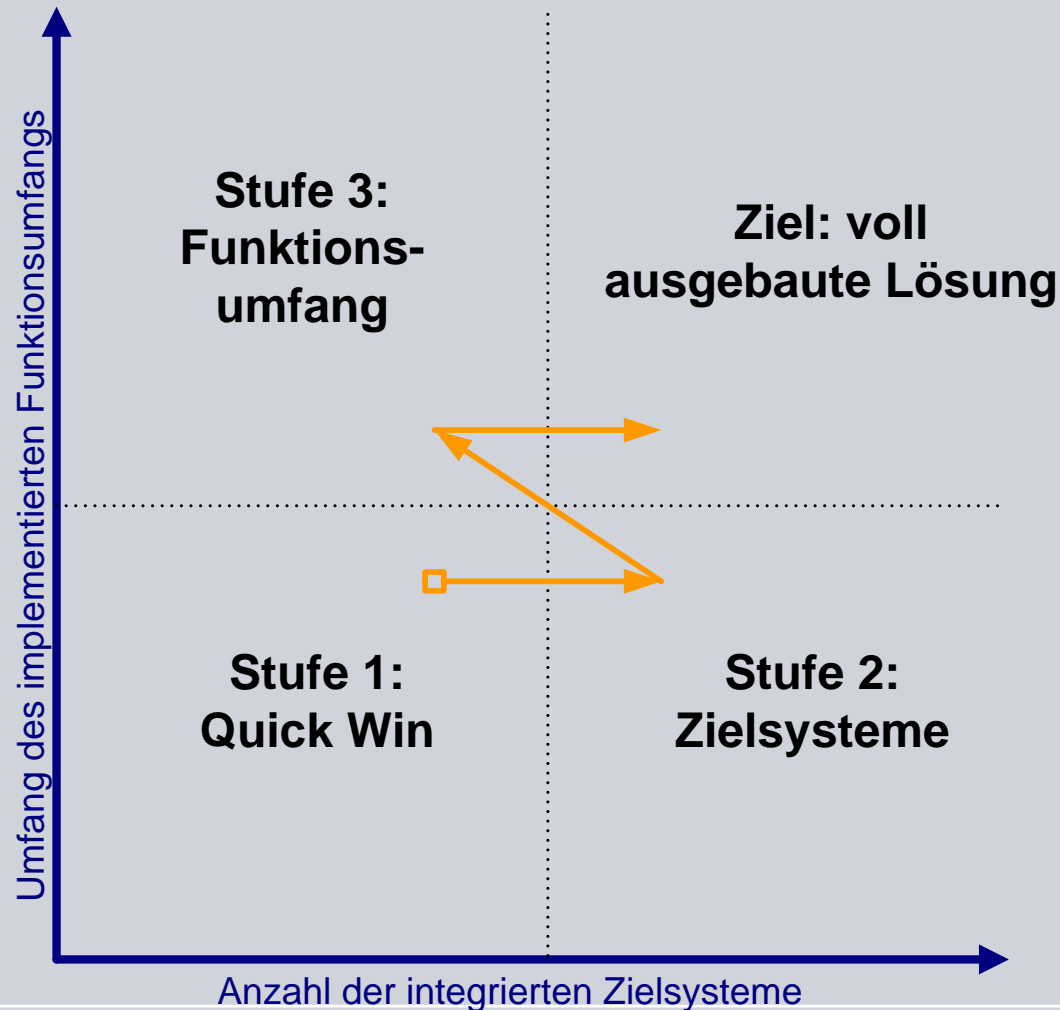 Umfang des implementierten Funktionsumfangs
Stufe 3:
Funktions-
umfang
Ziel: voll
ausgebaute Lösung
Stufe 1:
Quick Win
Stufe 2:
Zielsysteme
Anzahl der integrierten Zielsysteme